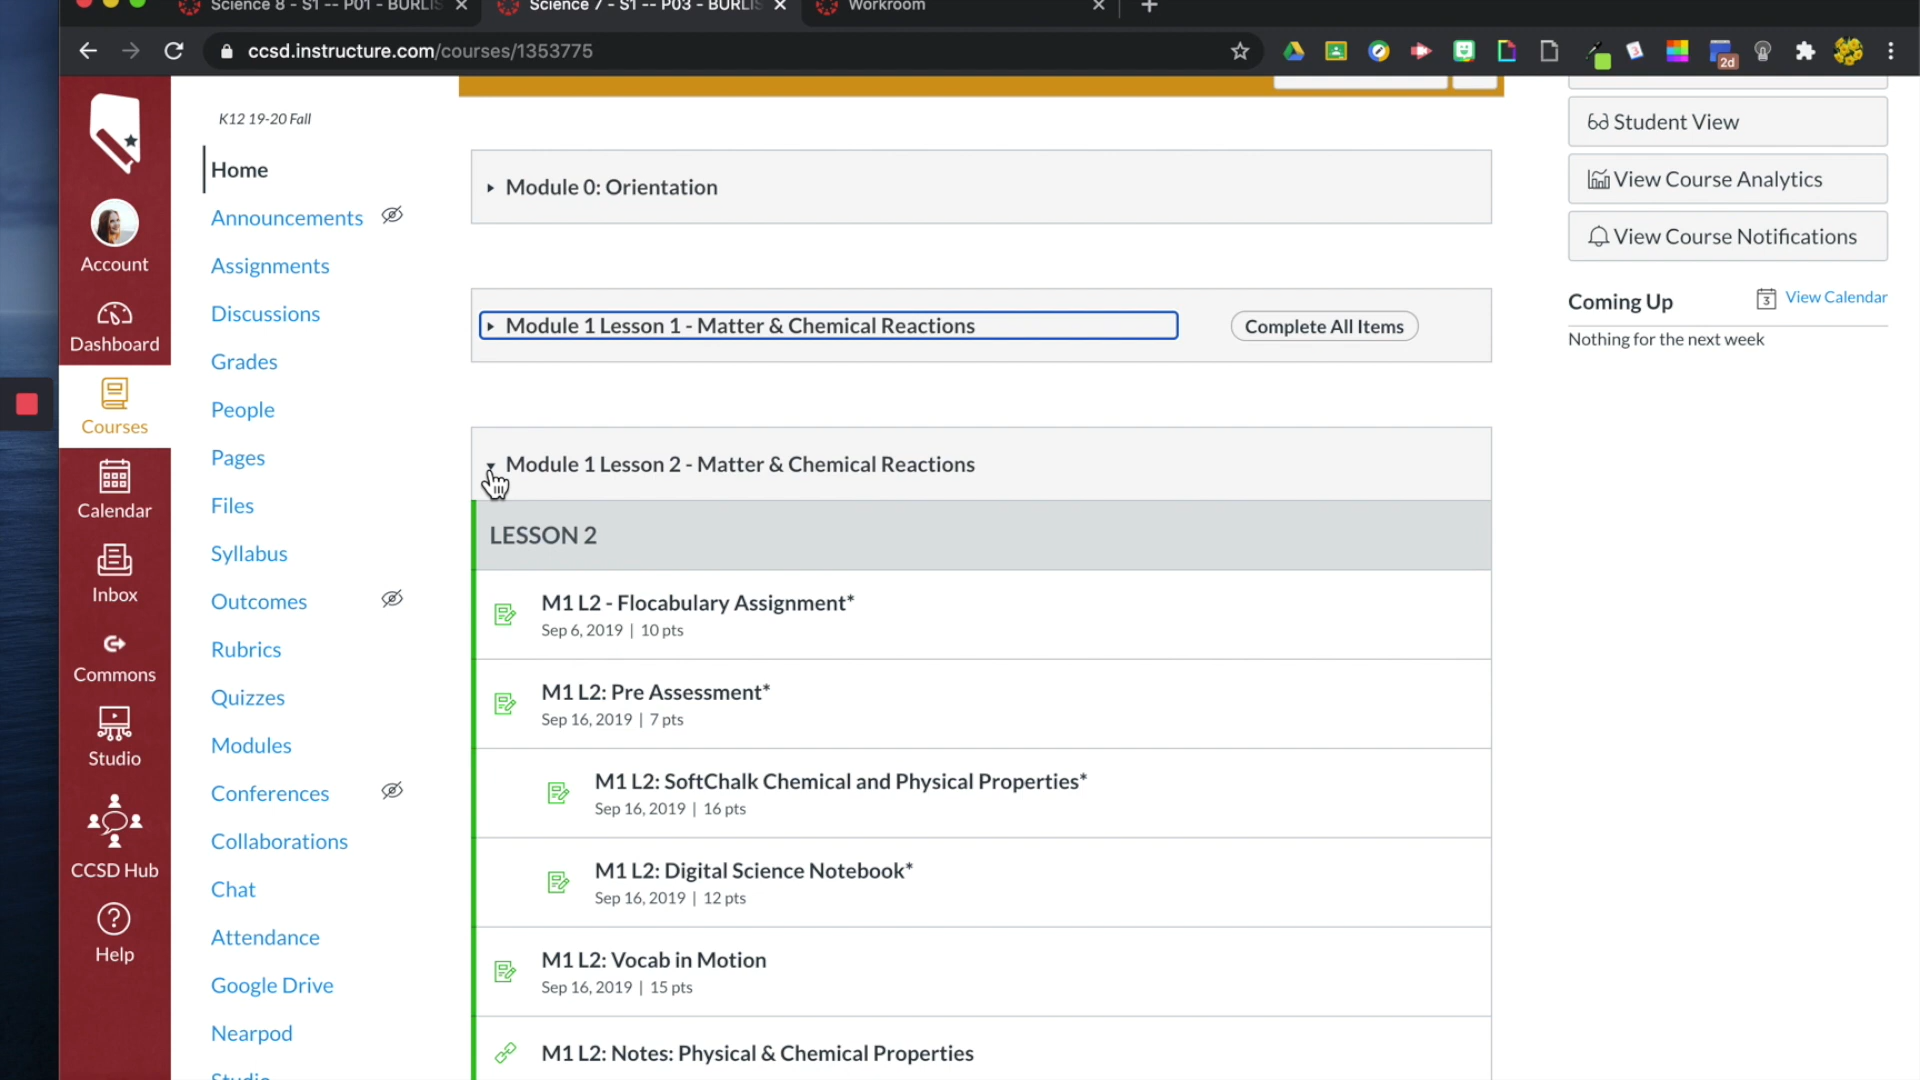 Science 8 - S1 -- P01 - BURLIS
Science 7 - S1 -- P03 - BURLIS
Workroom
ccsd.instructure.com/courses/1353775
2d
K12 19-20 Fall
Home
Announcements
Assignments
Discussions
Grades
People
Pages
Files
Syllabus
Outcomes
Rubrics
Quizzes
Modules
Conferences
Collaborations
Chat
Attendance
Google Drive
Nearpod
Studio
Account
Dashboard
Courses
Calendar
Inbox
Commons
Studio
CCSD Hub
Help
Module 0: Orientation
Module 1 Lesson 1 - Matter & Chemical Reactions
Complete All Items
Module 1 Lesson 2 - Matter & Chemical Reactions
LESSON 2
M1 L2 - Flocabulary Assignment*
Sep 6, 2019 | 10 pts
M1 L2: Pre Assessment*
Sep 16, 2019 | 7 pts
M1 L2: SoftChalk Chemical and Physical Properties*
Sep 16, 2019 | 16 pts
M1 L2: Digital Science Notebook*
Sep 16, 2019 | 12 pts
M1 L2: Vocab in Motion
Sep 16, 2019 | 15 pts
M1 L2: Notes: Physical & Chemical Properties
Student View
View Course Analytics
View Course Notifications
Coming Up
3
View Calendar
Nothing for the next week